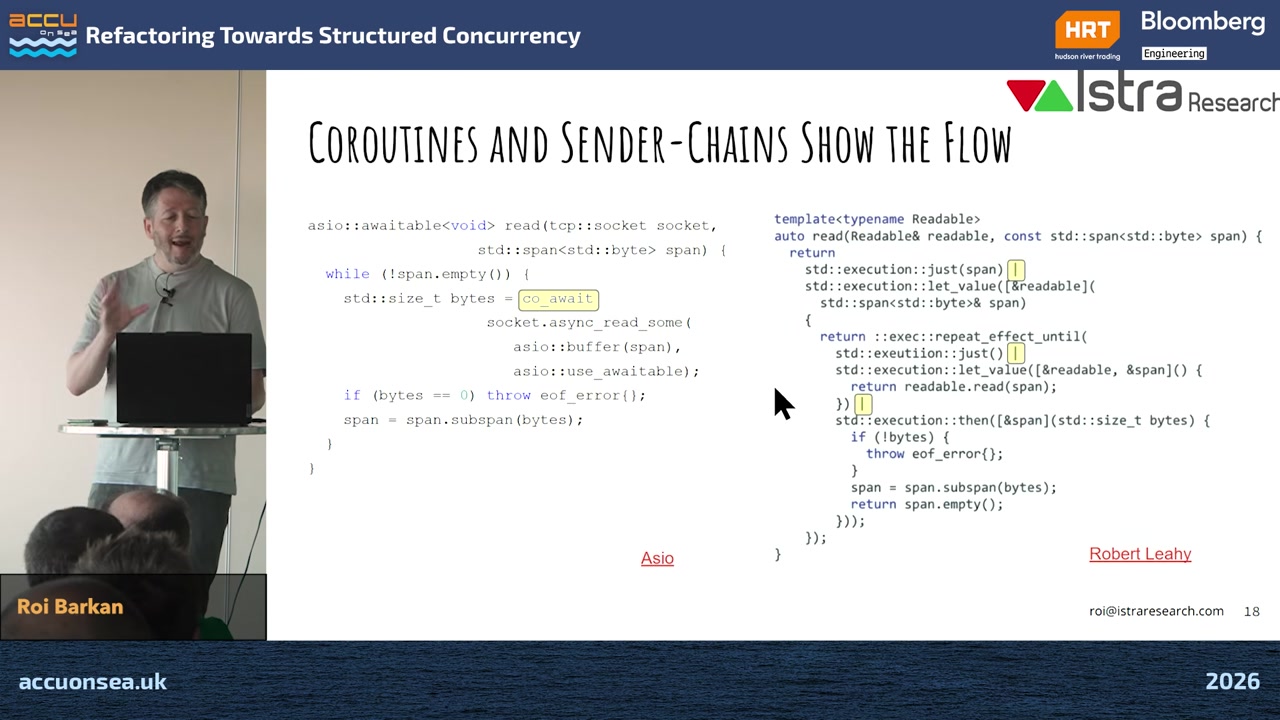 accu
on sea
Refactoring Towards Structured Concurrency
HRT
hudson river trading
Bloomberg
Engineering
Istra Research
COROUTINES AND SENDER-CHAINS SHOW THE FLOW
asio::awaitable<void> read(tcp::socket socket,
std::span<std::byte> span) {
while (!span.empty()) {
std::size_t bytes = co_await
socket.async_read_some(
asio::buffer(span),
asio::use_awaitable);
if (bytes == 0) throw eof_error{};
span = span.subspan(bytes);
}
}
Asio
template<typename Readable>
auto read(Readable& readable, const std::span<std::byte> span) {
return
std::execution::just(span) |
std::execution::let_value([&readable](
std::span<std::byte>& span)
{
return ::exec::repeat_effect_until(
std::exeutiion::just() |
std::execution::let_value([&readable, &span]() {
return readable.read(span);
}) |
std::execution::then([&span](std::size_t bytes) {
if (!bytes) {
throw eof_error{};
}
span = span.subspan(bytes);
return span.empty();
}));
});
}
Robert Leahy
roi@istraresearch.com 18
Roi Barkan
accuonsea.uk
2026